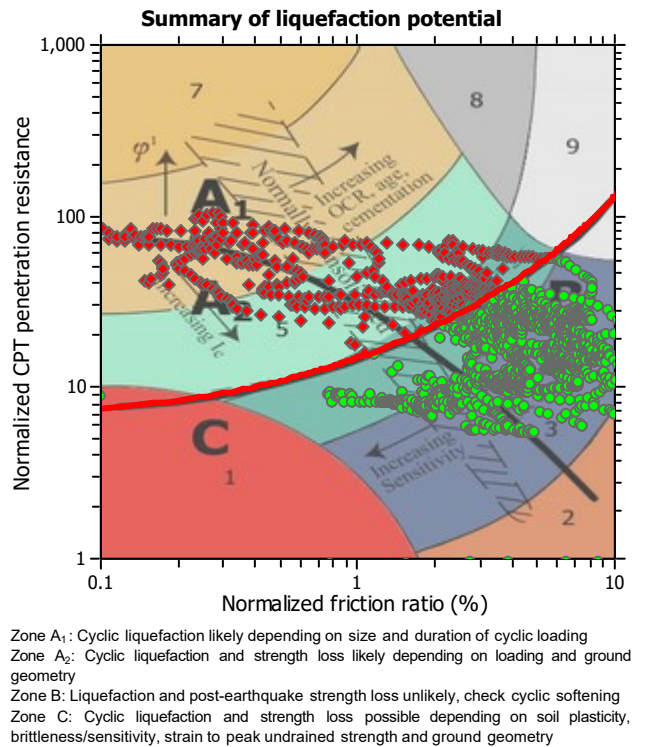 Summary of liquefaction potential
1,000
7
8
9
φ'
A1
Increasing
OCR, age,
cementation
100
A2
5
Increasing Ic
10
C
1
3
Increasing
Sensitivity
2
1
0.1
1
10
Normalized CPT penetration resistance
Normalized friction ratio (%)
Zone A1: Cyclic liquefaction likely depending on size and duration of cyclic loading
Zone A2: Cyclic liquefaction and strength loss likely depending on loading and ground
geometry
Zone B: Liquefaction and post-earthquake strength loss unlikely, check cyclic softening
Zone C: Cyclic liquefaction and strength loss possible depending on soil plasticity,
brittleness/sensitivity, strain to peak undrained strength and ground geometry